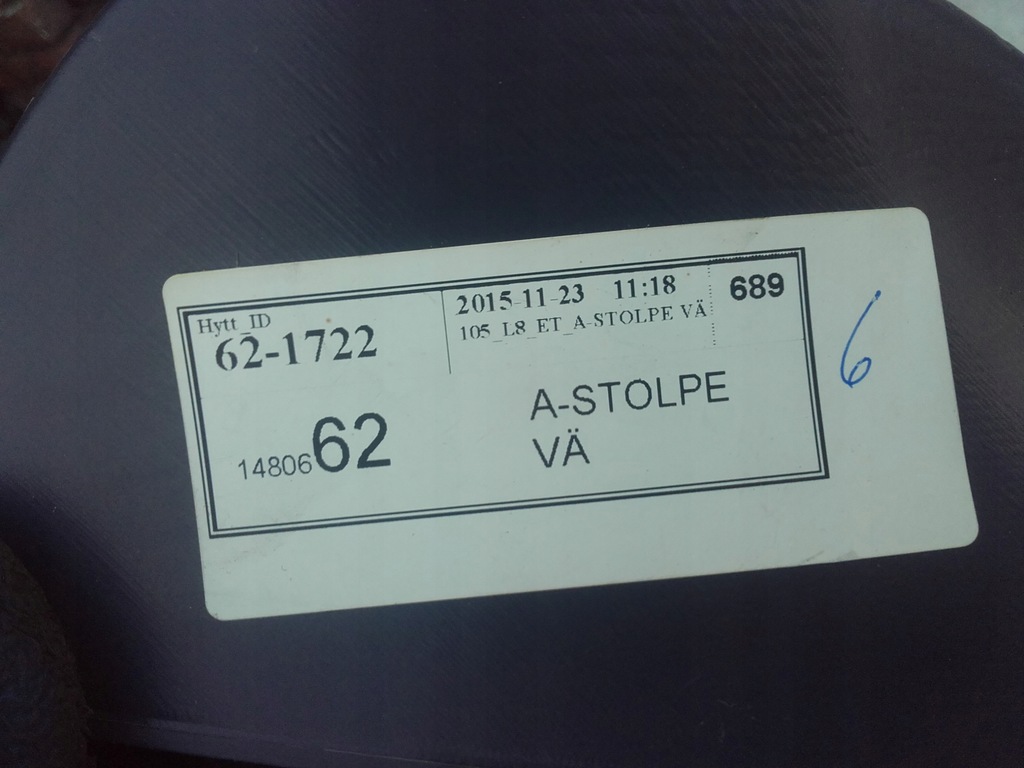 Hytt_ID
62-1722
2015-11-23 11:18
105_L8_ET_A-STOLPE VÄ
689
1480662
A-STOLPE
VÄ
6